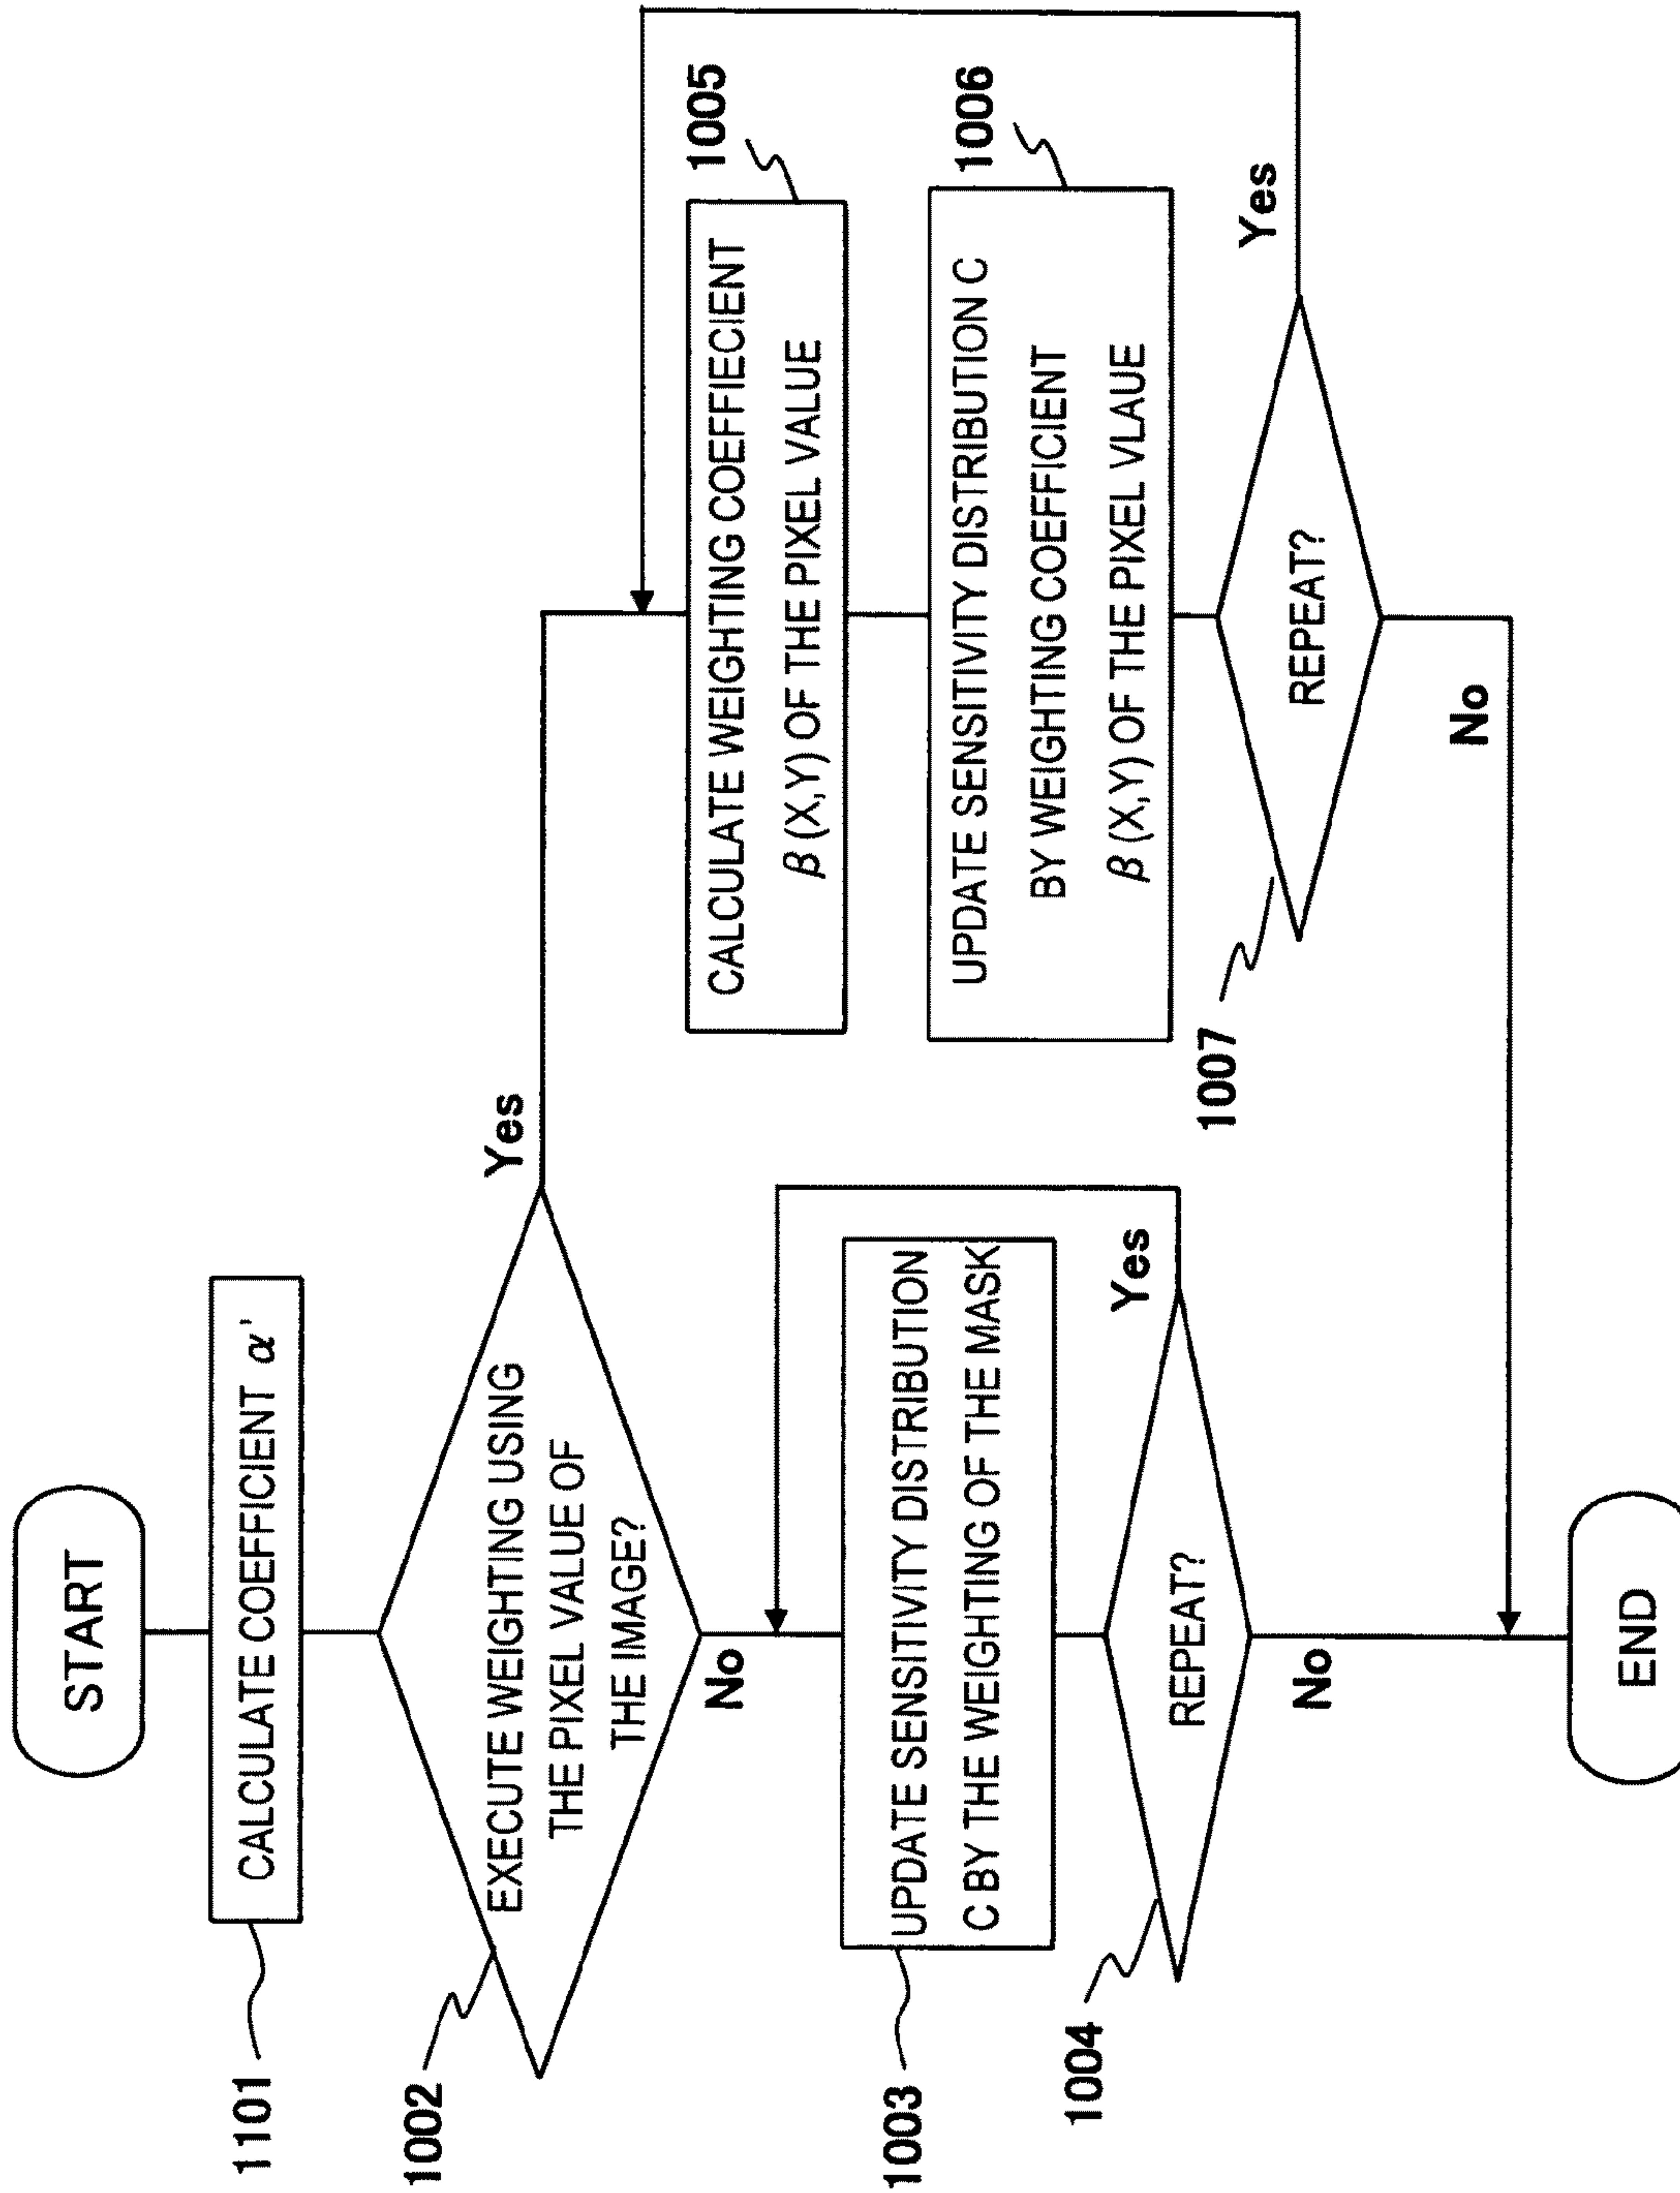 START
1101
CALCULATE COEFFICIENT α'
1002
EXECUTE WEIGHTING USING
THE PIXEL VALUE OF
THE IMAGE?
Yes
No
1003
UPDATE SENSITIVITY DISTRIBUTION
C BY THE WEIGHTING OF THE MASK
1004
REPEAT?
Yes
No
1005
CALCULATE WEIGHTING COEFFIECIENT
β (X,Y) OF THE PIXEL VALUE
1006
UPDATE SENSITIVITY DISTRIBUTION C
BY WEIGHTING COEFFICIENT
β (X,Y) OF THE PIXEL VLAUE
1007
REPEAT?
Yes
No
END